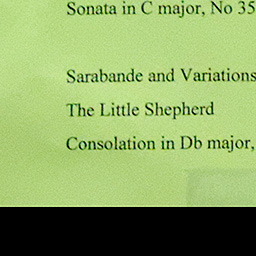 Sonata in C major, No 35
Sarabande and Variations
The Little Shepherd
Consolation in Db major,